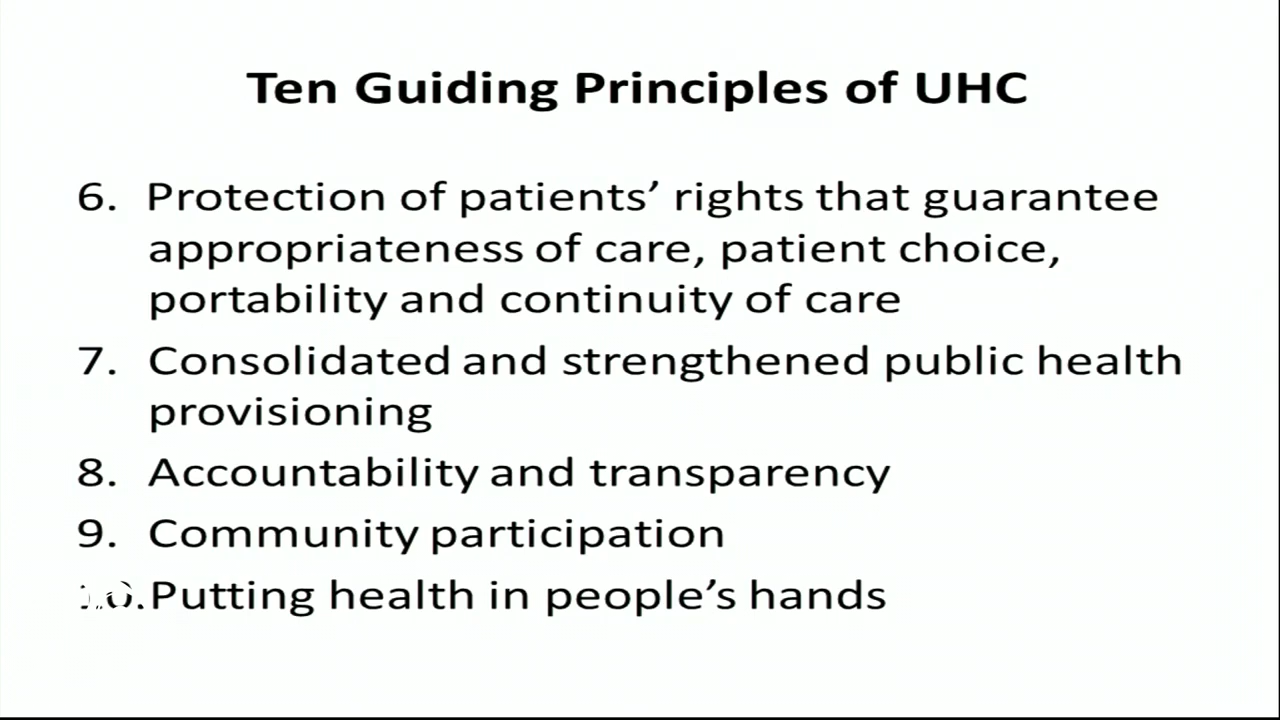 Ten Guiding Principles of UHC
6. Protection of patients’ rights that guarantee
appropriateness of care, patient choice,
portability and continuity of care
7. Consolidated and strengthened public health
provisioning
8. Accountability and transparency
9. Community participation
10. Putting health in people’s hands